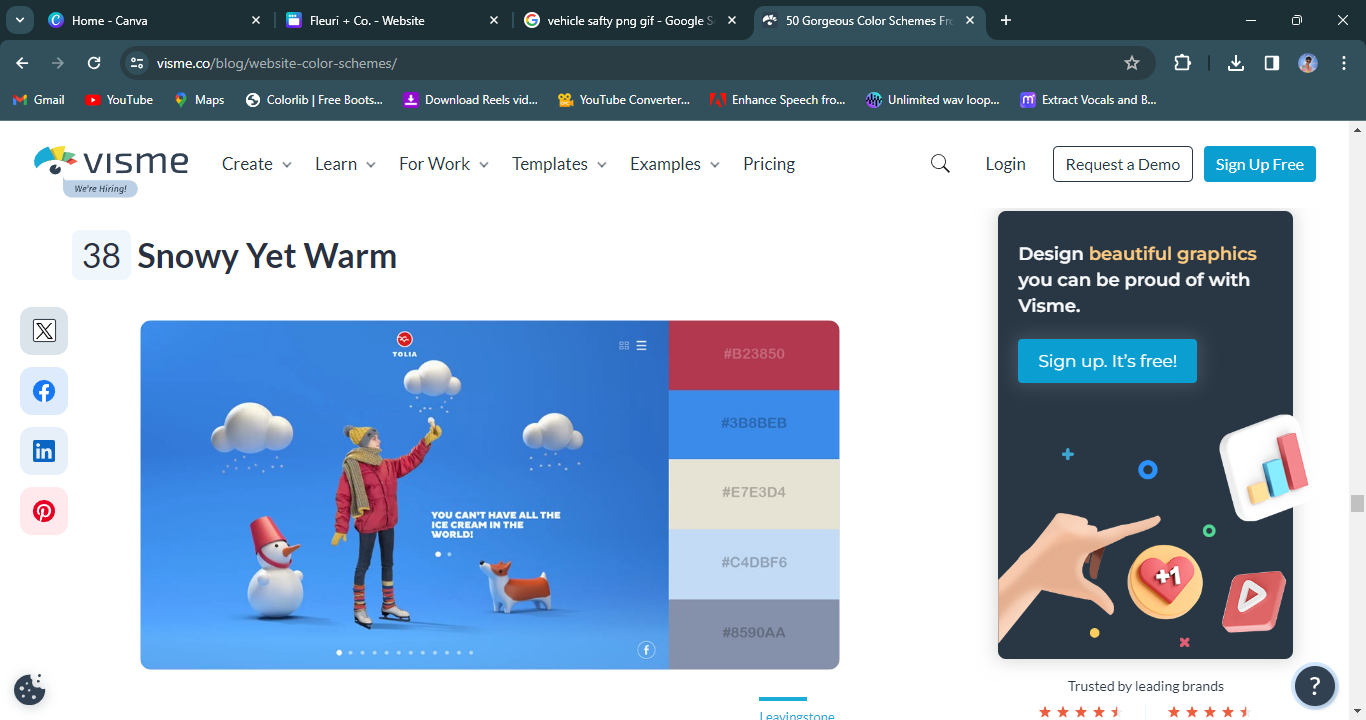 Home - Canva
Fleuri + Co. - Website
vehicle safty png gif - Google S
50 Gorgeous Color Schemes Fro
visme.co/blog/website-color-schemes/
Gmail
YouTube
Maps
Colorlib | Free Boots...
Download Reels vid...
YouTube Converter...
Enhance Speech fro...
Unlimited wav loop...
Extract Vocals and B...
visme
We're Hiring!
Create
Learn
For Work
Templates
Examples
Pricing
Login
Request a Demo
Sign Up Free
38 Snowy Yet Warm
TOLIA
YOU CAN'T HAVE ALL THE
ICE CREAM IN THE
WORLD!
#B23850
#3B8BEB
#E7E3D4
#C4DBF6
#8590AA
Leavingstone
Design beautiful graphics
you can be proud of with
Visme.
Sign up. It's free!
+1
Trusted by leading brands
?